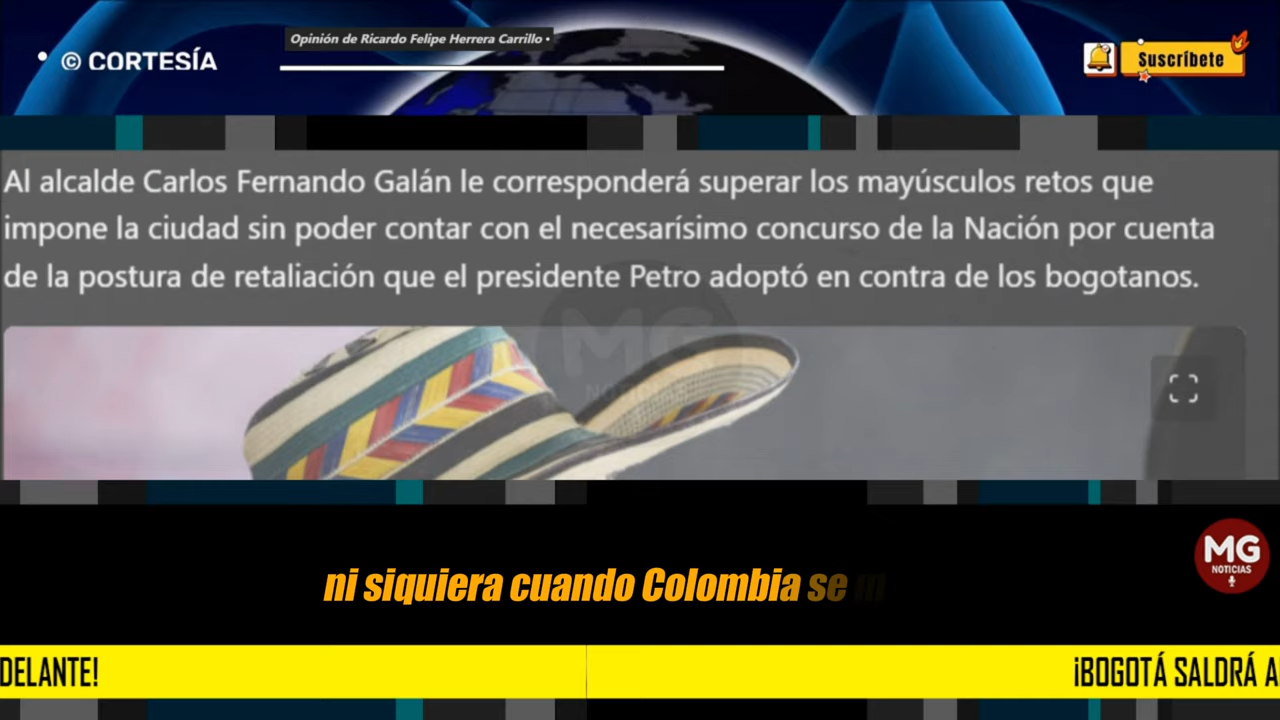 Opinión de Ricardo Felipe Herrera Carrillo •
• © CORTESÍA
Suscríbete
Al alcalde Carlos Fernando Galán le corresponderá superar los mayúsculos retos que
impone la ciudad sin poder contar con el necesarísimo concurso de la Nación por cuenta
de la postura de retaliación que el presidente Petro adoptó en contra de los bogotanos.
MG
NOTICIAS
ni siquiera cuando Colombia se
MG
NOTICIAS
DELANTE!
¡BOGOTÁ SALDRÁ A